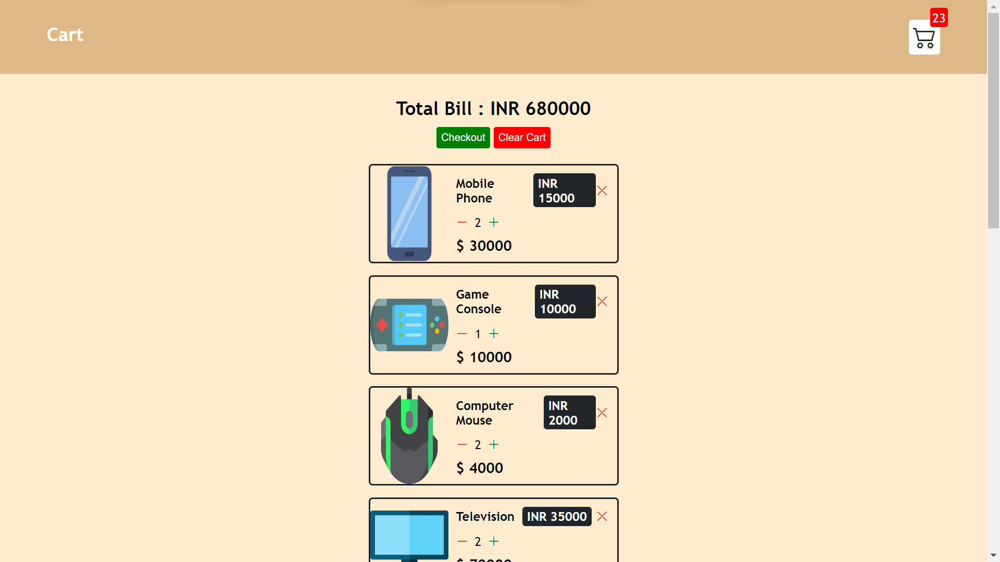 Cart
23
Total Bill : INR 680000
Checkout
Clear Cart
Mobile
Phone
INR
15000
2
$ 30000
Game
Console
INR
10000
1
$ 10000
Computer
Mouse
INR
2000
2
$ 4000
Television
INR 35000
2
$ 70000